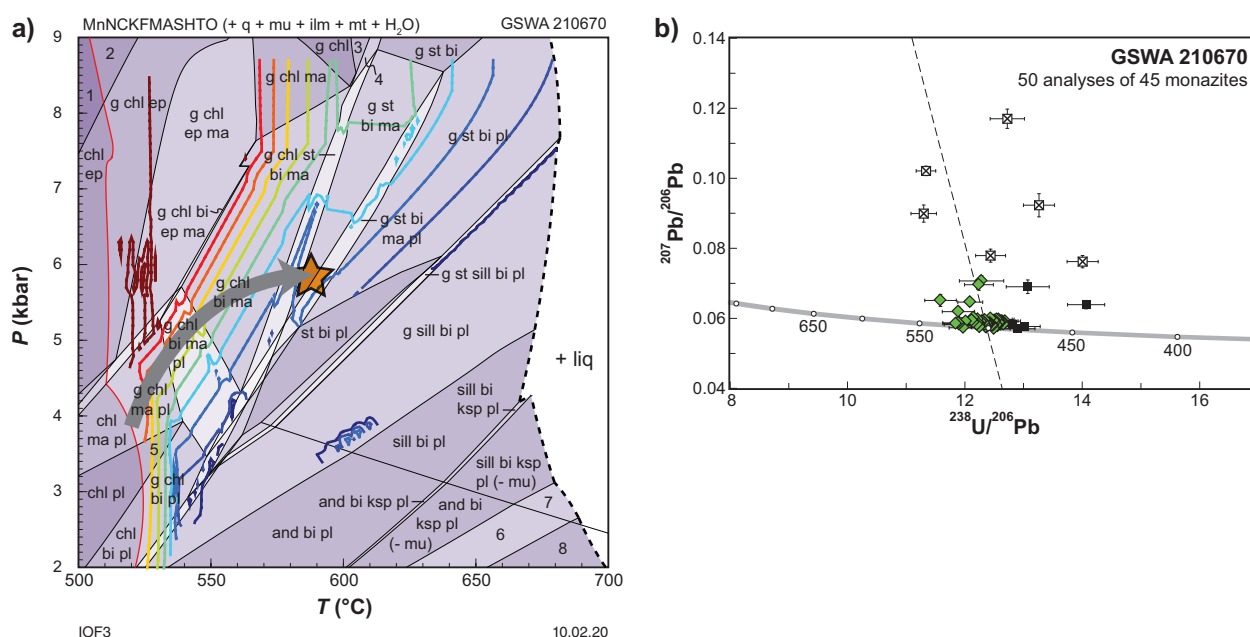 a)
MnNCKFMASHTO (+ q + mu + ilm + mt + H2O)
GSWA 210670
P (kbar)
9
8
7
6
5
4
3
2
500
550
600
650
700
T (°C)
2
1
g chl ep
chl
ep
g chl
ep ma
g chl ma
3
4
g st bi
g st
bi ma
g st bi pl
g chl st
bi ma
g chl bi
ep ma
g st bi
ma pl
g chl
bi ma
g st sill bi pl
g chl
bi ma
pl
st bi pl
g sill bi pl
+ liq
g chl
ma pl
chl
ma pl
5
sill bi
ksp pl
sill bi pl
chl pl
g chl
bi pl
sill bi ksp
pl (- mu)
and bi ksp pl
and bi
ksp pl
(- mu)
7
chl
bi pl
and bi pl
6
8
IOF3
10.02.20
b)
GSWA 210670
50 analyses of 45 monazites
207Pb/206Pb
0.14
0.12
0.10
0.08
0.06
0.04
650
550
450
400
8
10
12
14
16
238U/206Pb